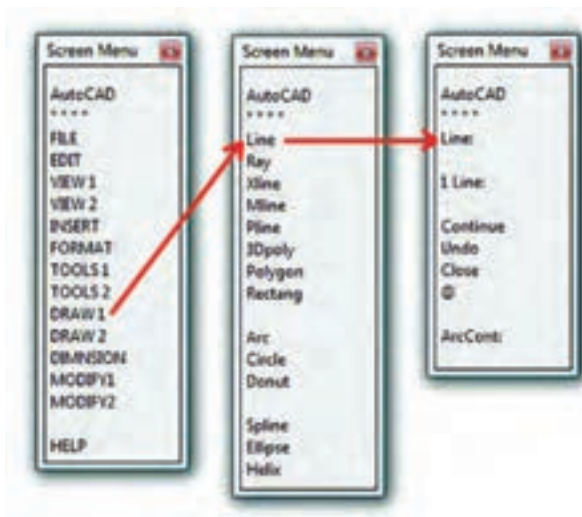 Screen Menu
AutoCAD
* * * *
FILE
EDIT
VIEW 1
VIEW 2
INSERT
FORMAT
TOOLS 1
TOOLS 2
DRAW 1
DRAW 2
DIMNSION
MODIFY1
MODIFY2
HELP
Screen Menu
AutoCAD
* * * *
Line
Ray
Xline
Mline
Pline
3Dpoly
Polygon
Rectang
Arc
Circle
Donut
Spline
Ellipse
Helix
Screen Menu
AutoCAD
* * * *
Line:
1 Line:
Continue
Undo
Close
@
ArcCont: